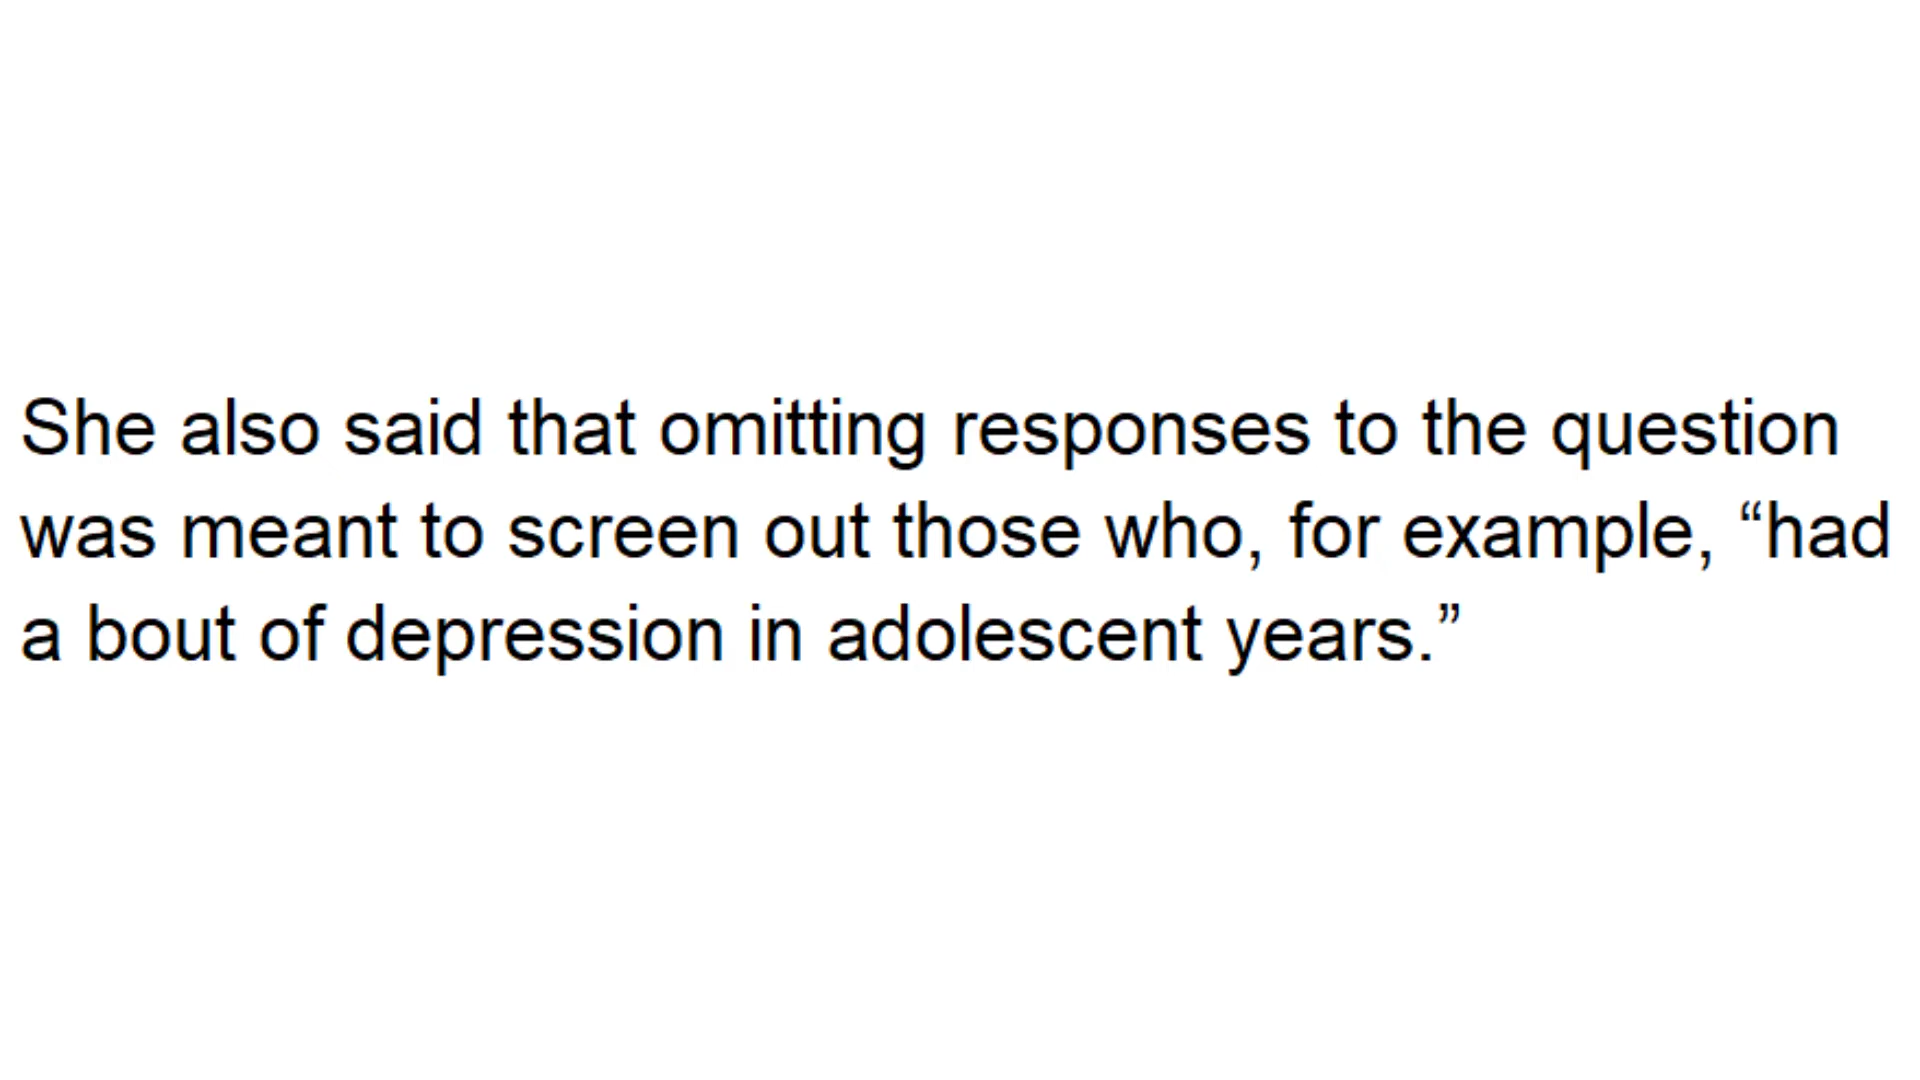 She also said that omitting responses to the question
was meant to screen out those who, for example, “had
a bout of depression in adolescent years.”